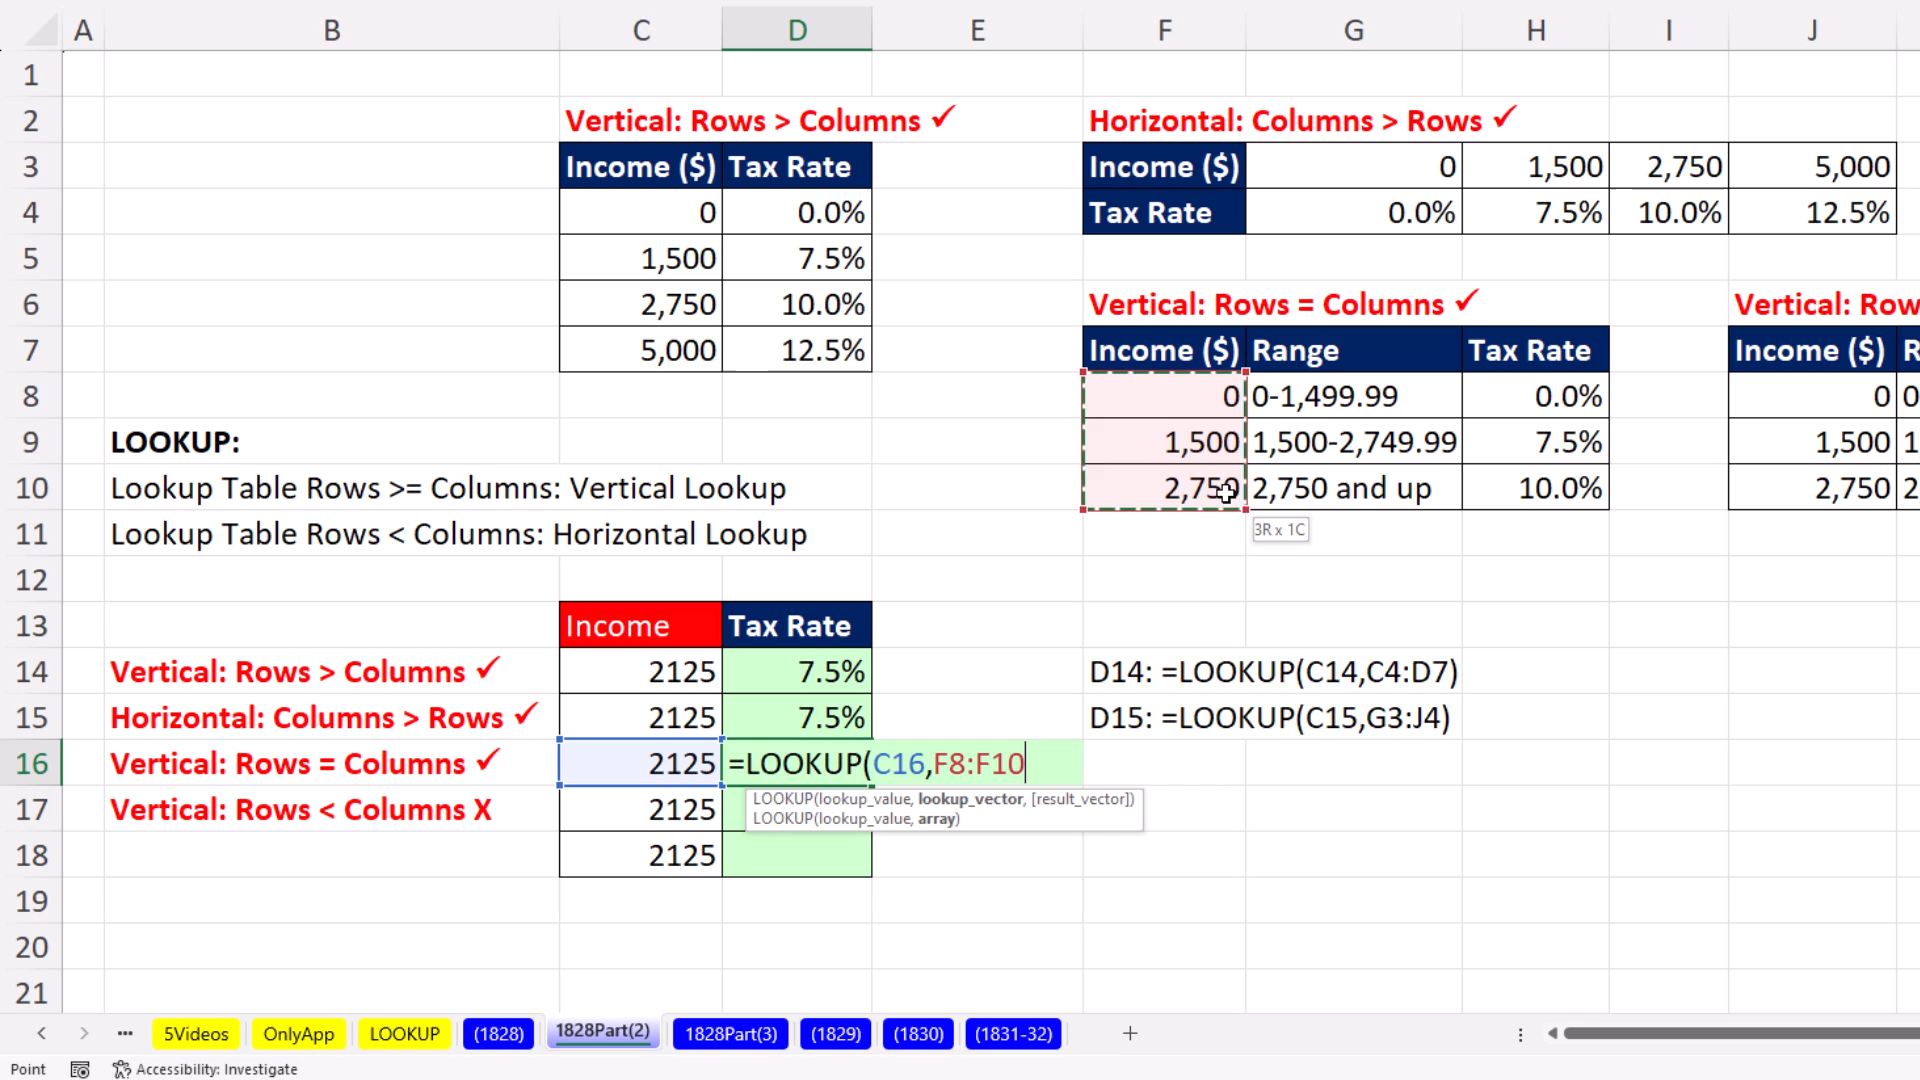 A B C D E F G H I J
1
2 Vertical: Rows > Columns ✓ Horizontal: Columns > Rows ✓
3 Income ($) Tax Rate Income ($) 0 1,500 2,750 5,000
4 0 0.0% Tax Rate 0.0% 7.5% 10.0% 12.5%
5 1,500 7.5%
6 2,750 10.0% Vertical: Rows = Columns ✓ Vertical: Row
7 5,000 12.5% Income ($) Range Tax Rate Income ($) R
8 0 0-1,499.99 0.0% 0 0
9 LOOKUP: 1,500 1,500-2,749.99 7.5% 1,500 1
10 Lookup Table Rows >= Columns: Vertical Lookup 2,750 2,750 and up 10.0% 2,750 2
11 Lookup Table Rows < Columns: Horizontal Lookup 3R x 1C
12
13 Income Tax Rate
14 Vertical: Rows > Columns ✓ 2125 7.5% D14: =LOOKUP(C14,C4:D7)
15 Horizontal: Columns > Rows ✓ 2125 7.5% D15: =LOOKUP(C15,G3:J4)
16 Vertical: Rows = Columns ✓ 2125 =LOOKUP(C16,F8:F10
LOOKUP(lookup_value, lookup_vector, [result_vector])
17 Vertical: Rows < Columns X 2125
LOOKUP(lookup_value, array)
18 2125
19
20
21
5Videos OnlyApp LOOKUP (1828) 1828Part(2) 1828Part(3) (1829) (1830) (1831-32)
Point Accessibility: Investigate